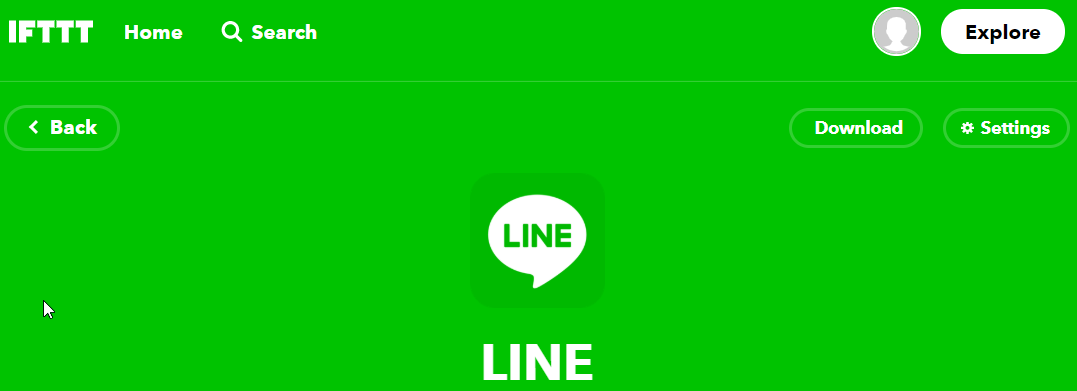 IFTTT Home Search Explore
Back Download Settings
LINE
LINE